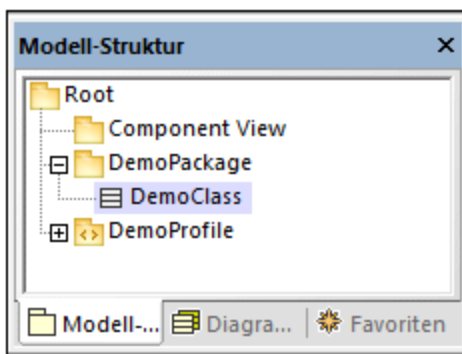 Modell-Struktur
Root
Component View
DemoPackage
DemoClass
DemoProfile
Modell-... Diagra... Favoriten